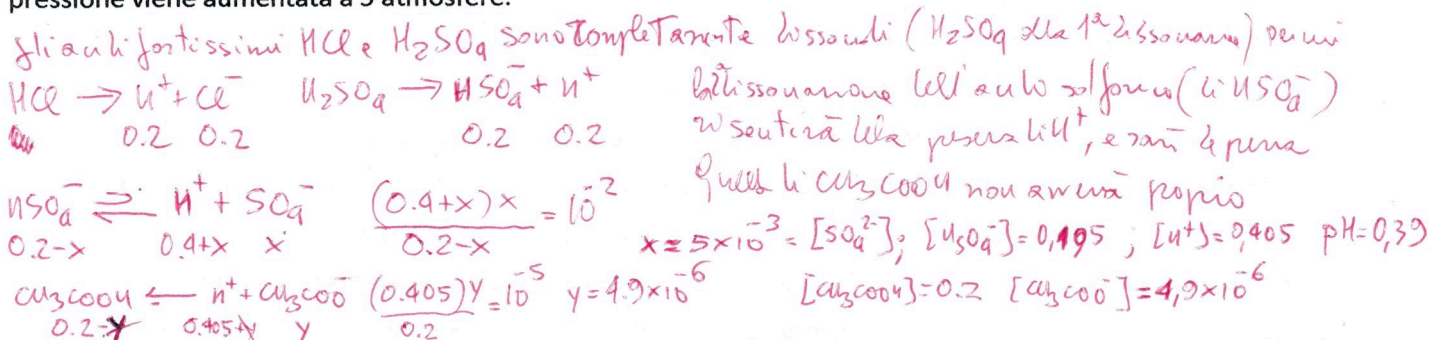 pressione viene aumentata a 5 atmosfere.
Gli acidi fortissimi HCl e H₂SO₄ sono completamente dissociati (H₂SO₄ alla 1ª dissociazione) per cui
HCl → H⁺ + Cl⁻ H₂SO₄ → HSO₄⁻ + H⁺ la dissociazione dell'acido solforico (di HSO₄⁻)
0.2 0.2 0.2 0.2 risentirà della presenza di H⁺, e sarà
Quella di CH₃COOH non avverrà proprio
HSO₄⁻ ⇌ H⁺ + SO₄⁻ (0.4+x)x / 0.2-x = 10⁻²
0.2-x 0.4+x x x = 5×10⁻³ = [SO₄²⁻]; [HSO₄⁻]=0,195 ; [H⁺]=0,405 pH=0,39
CH₃COOH ← H⁺ + CH₃COO⁻ (0.405)y / 0.2 = 10⁻⁵ y = 4.9×10⁻⁶ [CH₃COOH]=0.2 [CH₃COO⁻]=4,9×10⁻⁶
0.2-y 0.405+y y